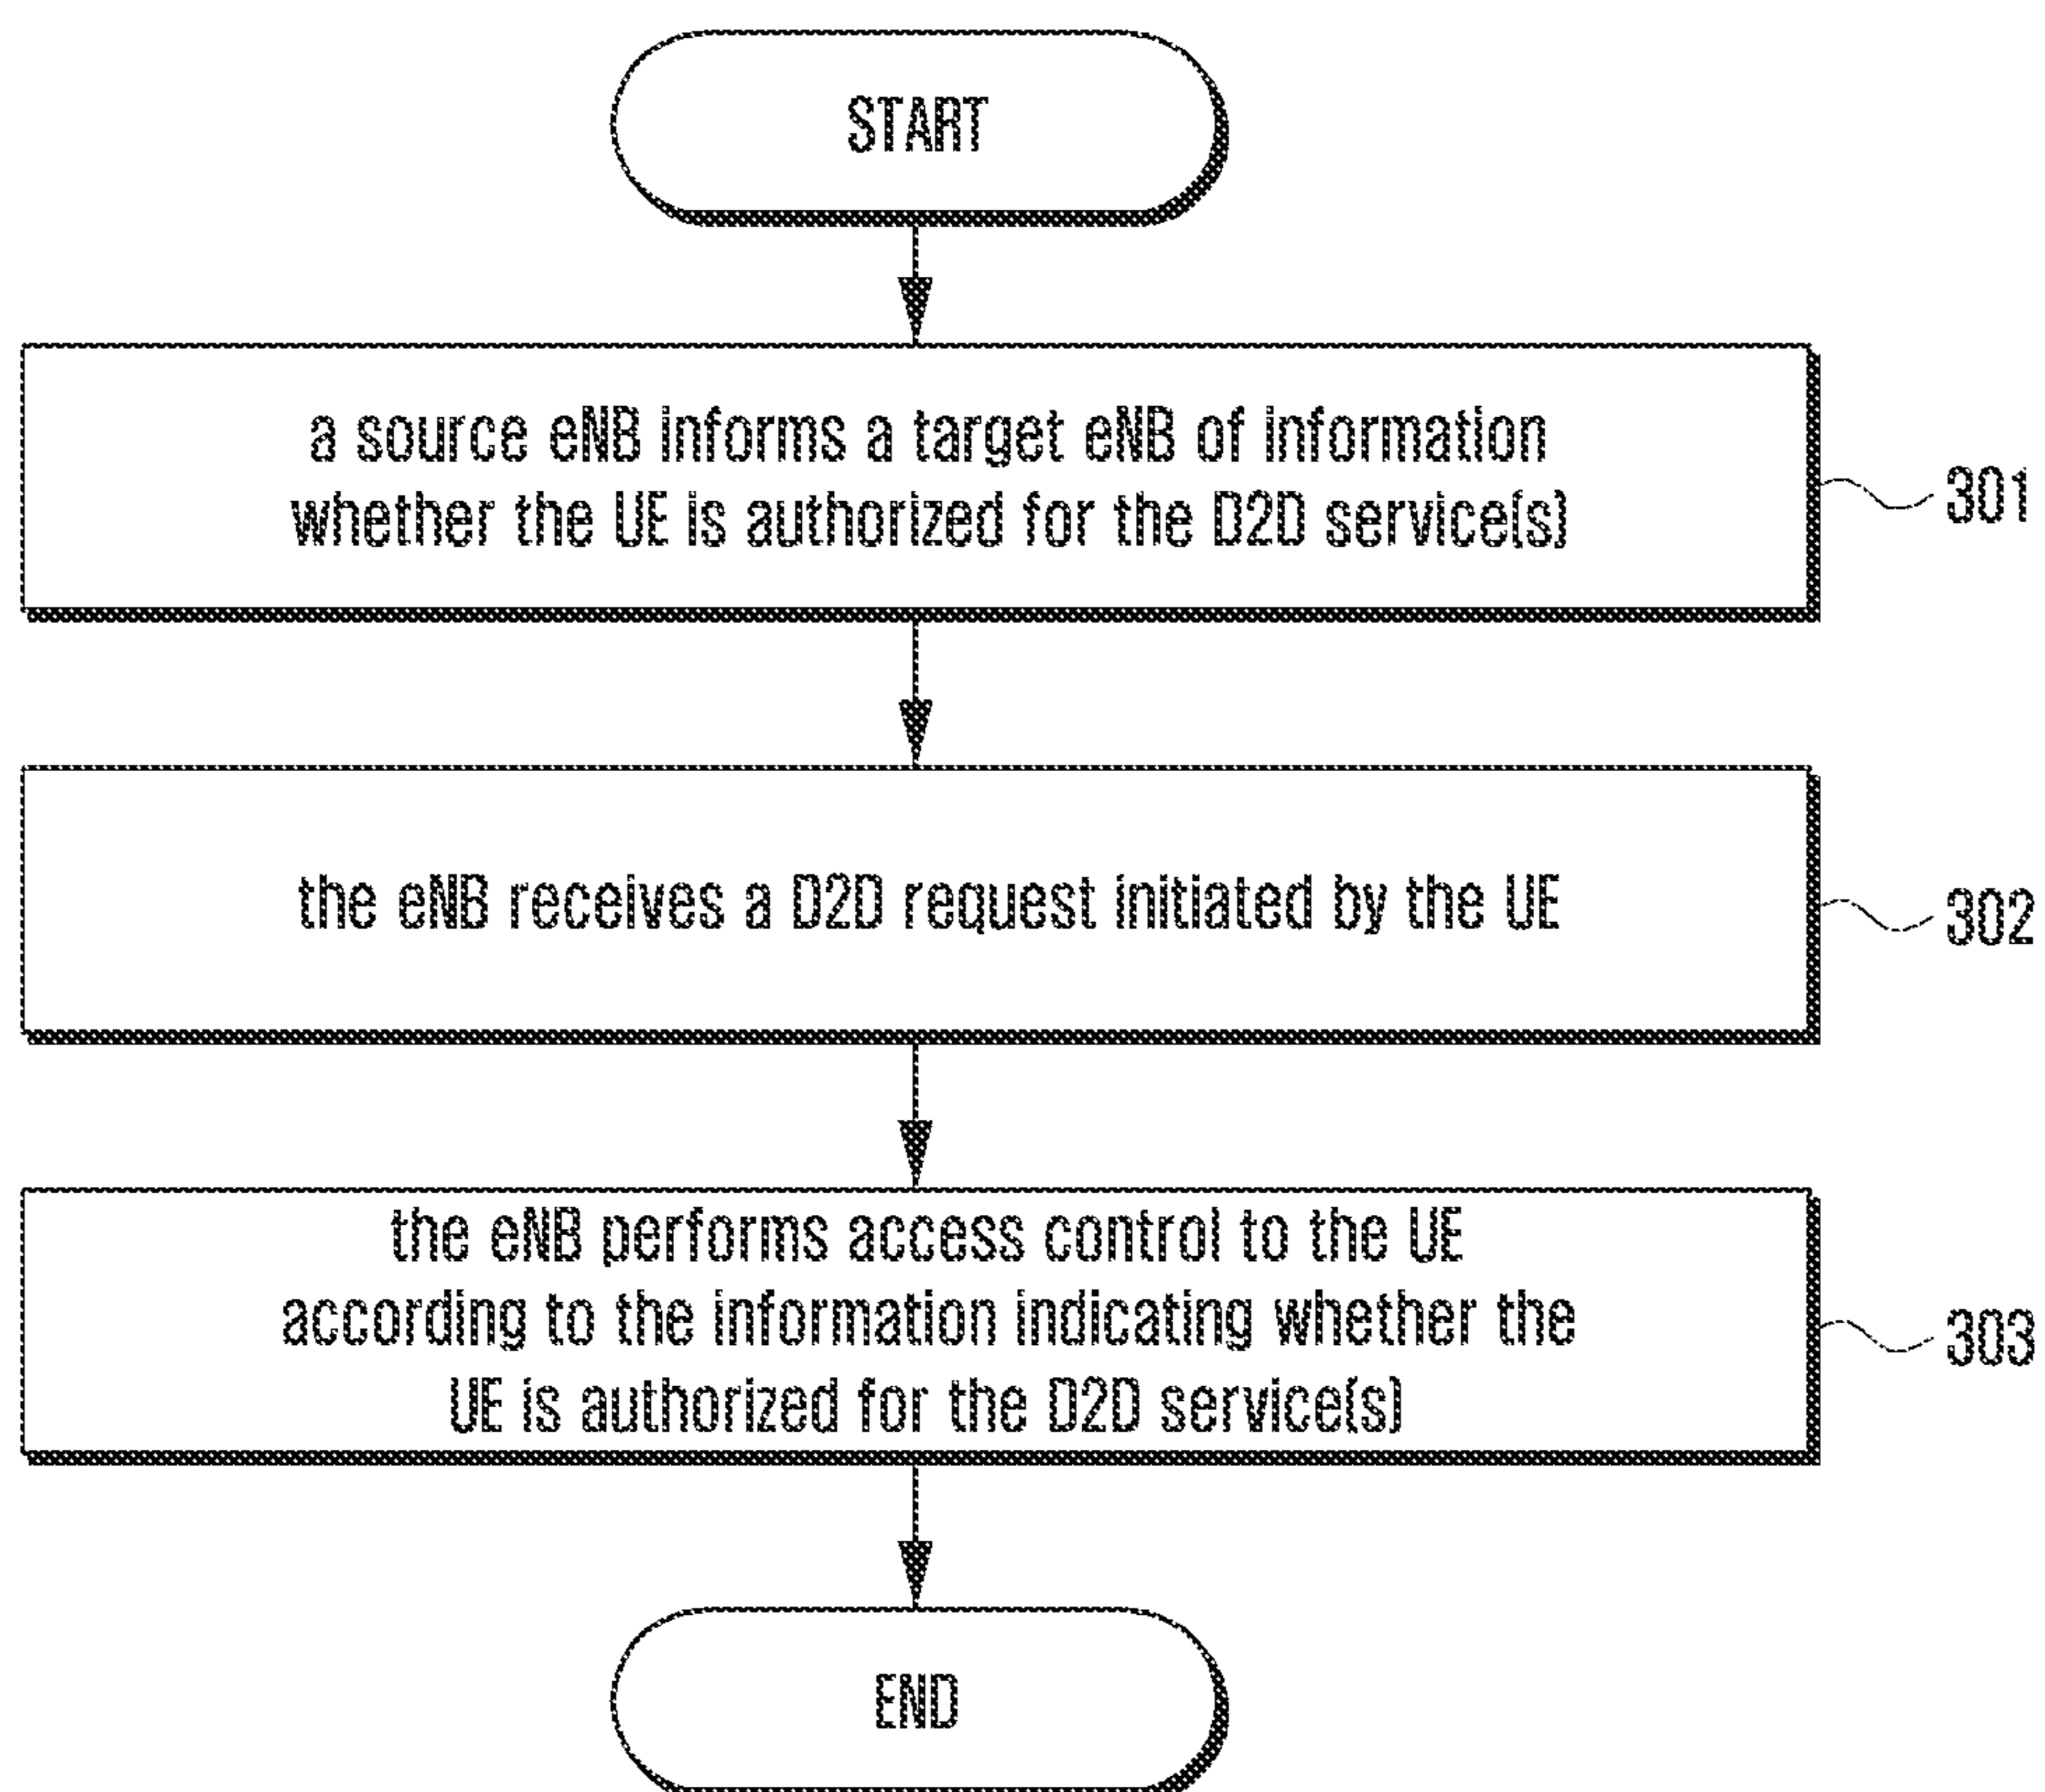 START
a source eNB informs a target eNB of information
whether the UE is authorized for the D2D service(s)
301
the eNB receives a D2D request initiated by the UE
302
the eNB performs access control to the UE
according to the information indicating whether the
UE is authorized for the D2D service(s)
303
END